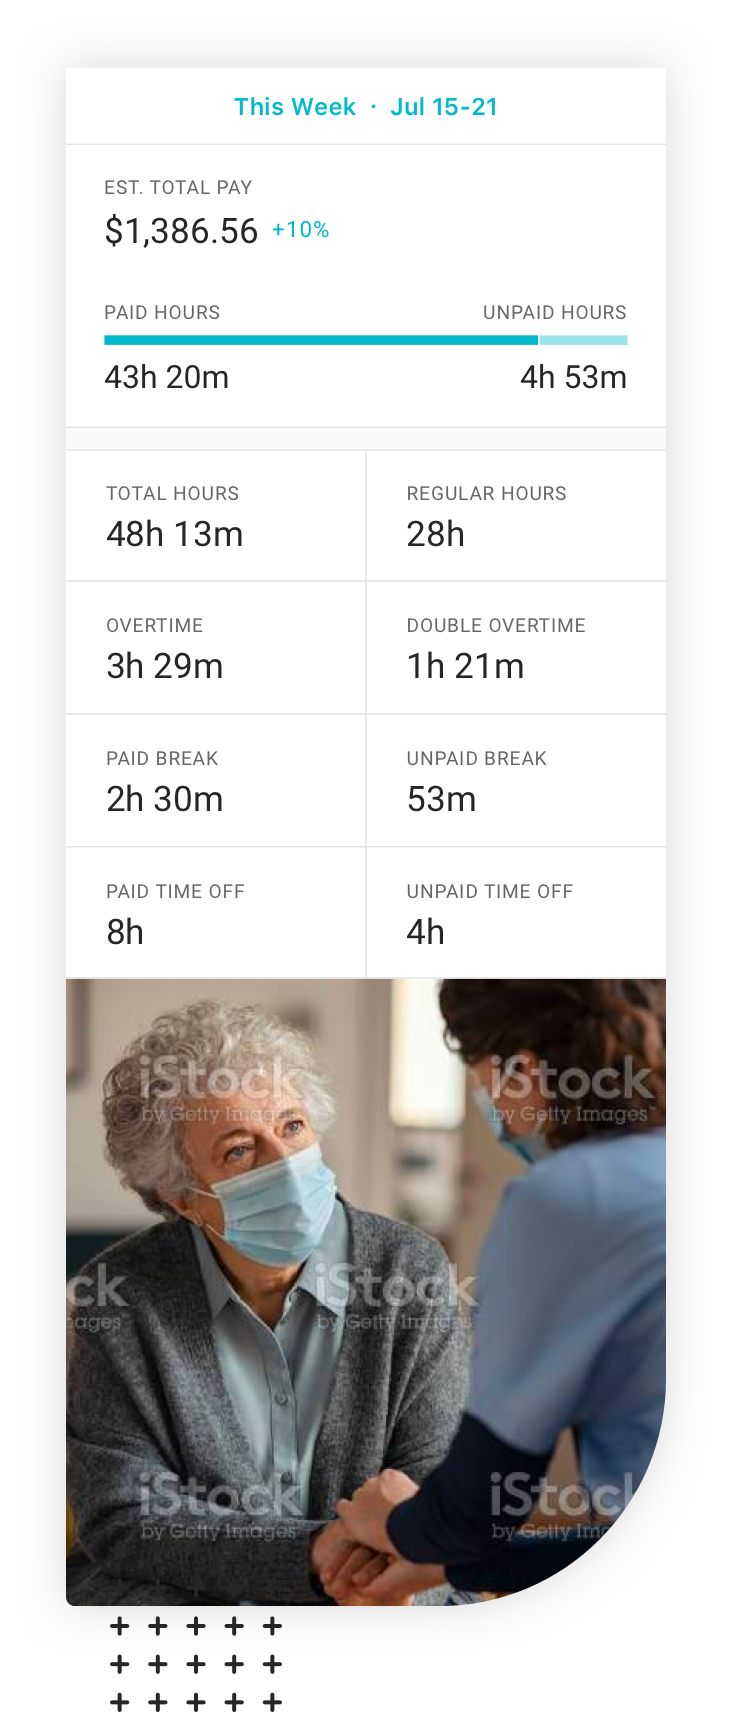 This Week · Jul 15-21
EST. TOTAL PAY
$1,386.56 +10%
PAID HOURS UNPAID HOURS
43h 20m 4h 53m
TOTAL HOURS REGULAR HOURS
48h 13m 28h
OVERTIME DOUBLE OVERTIME
3h 29m 1h 21m
PAID BREAK UNPAID BREAK
2h 30m 53m
PAID TIME OFF UNPAID TIME OFF
8h 4h
iStock iStock
by Getty Images by Getty Images
ck iStock
ages by Getty Images
iStock iStock
by Getty Images by Getty Im